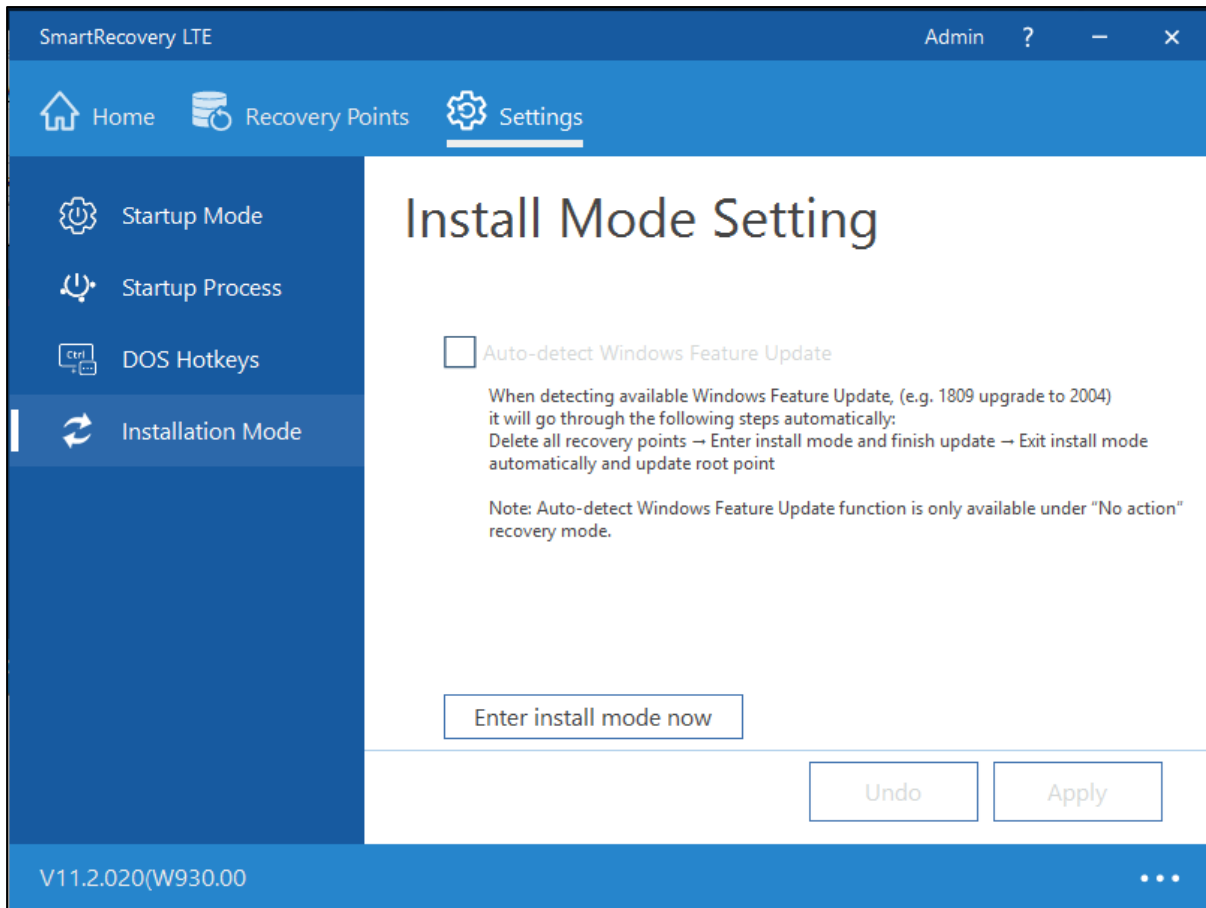 SmartRecovery LTE
Admin ?
Home Recovery Points Settings
Startup Mode
Startup Process
Ctrl
DOS Hotkeys
Installation Mode
Install Mode Setting
Auto-detect Windows Feature Update
When detecting available Windows Feature Update, (e.g. 1809 upgrade to 2004)
it will go through the following steps automatically:
Delete all recovery points → Enter install mode and finish update → Exit install mode
automatically and update root point
Note: Auto-detect Windows Feature Update function is only available under “No action”
recovery mode.
Enter install mode now
Undo Apply
V11.2.020(W930.00